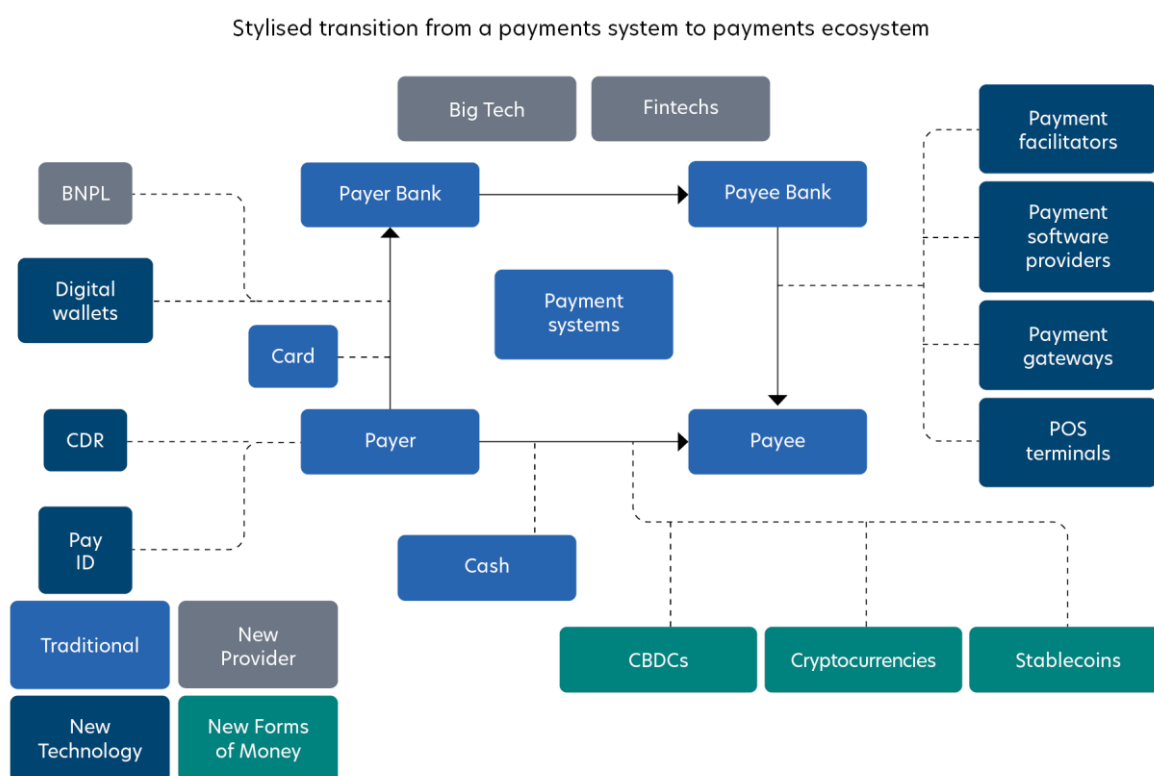 Stylised transition from a payments system to payments ecosystem
Big Tech
Fintechs
Payment
facilitators
BNPL
Payer Bank
Payee Bank
Payment
software
providers
Digital
wallets
Payment
systems
Card
Payment
gateways
CDR
Payer
Payee
POS
terminals
Pay
ID
Cash
Traditional
New
Provider
CBDCs
Cryptocurrencies
Stablecoins
New
Technology
New Forms
of Money